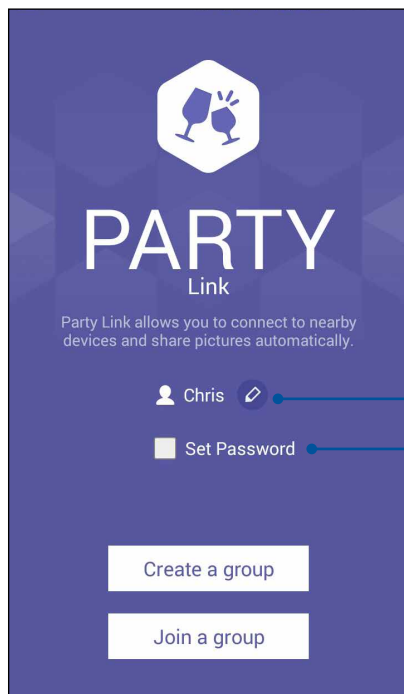 PARTY
Link
Party Link allows you to connect to nearby
devices and share pictures automatically.
Chris
Set Password
Create a group
Join a group